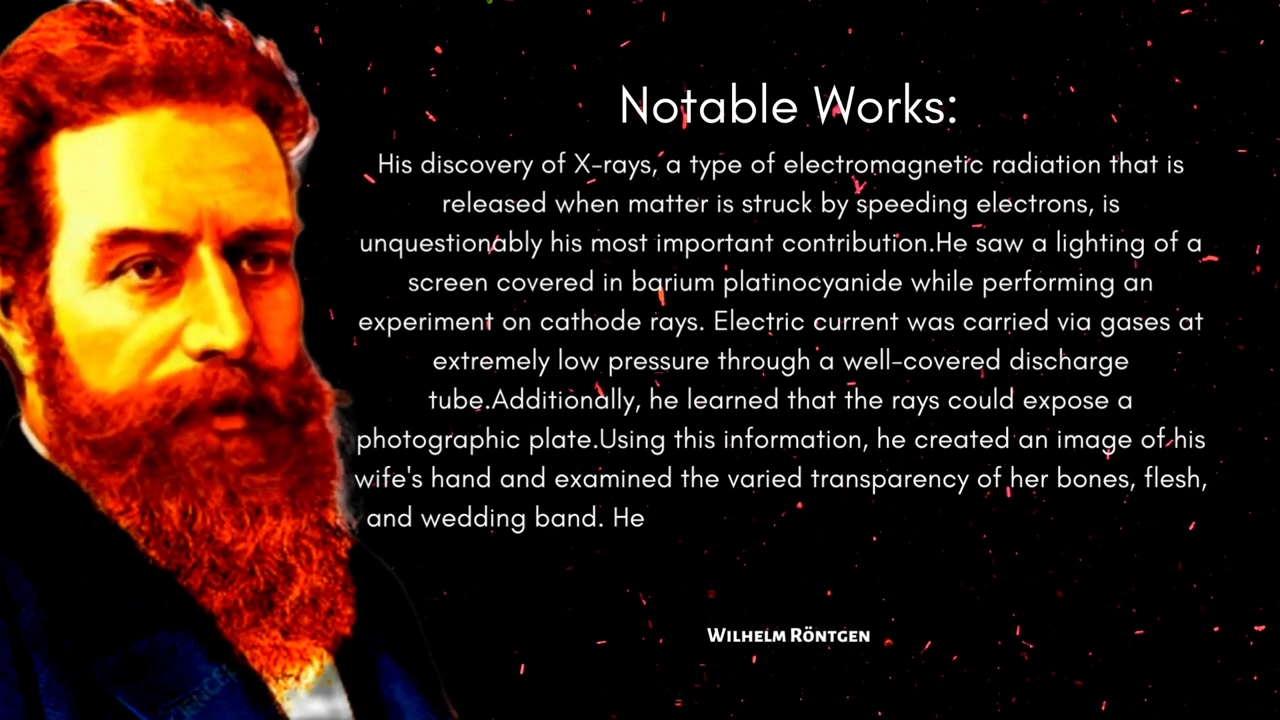 Notable Works:
His discovery of X-rays, a type of electromagnetic radiation that is
released when matter is struck by speeding electrons, is
unquestionably his most important contribution.He saw a lighting of a
screen covered in barium platinocyanide while performing an
experiment on cathode rays. Electric current was carried via gases at
extremely low pressure through a well-covered discharge
tube.Additionally, he learned that the rays could expose a
photographic plate.Using this information, he created an image of his
wife's hand and examined the varied transparency of her bones, flesh,
and wedding band. He
Wilhelm Röntgen